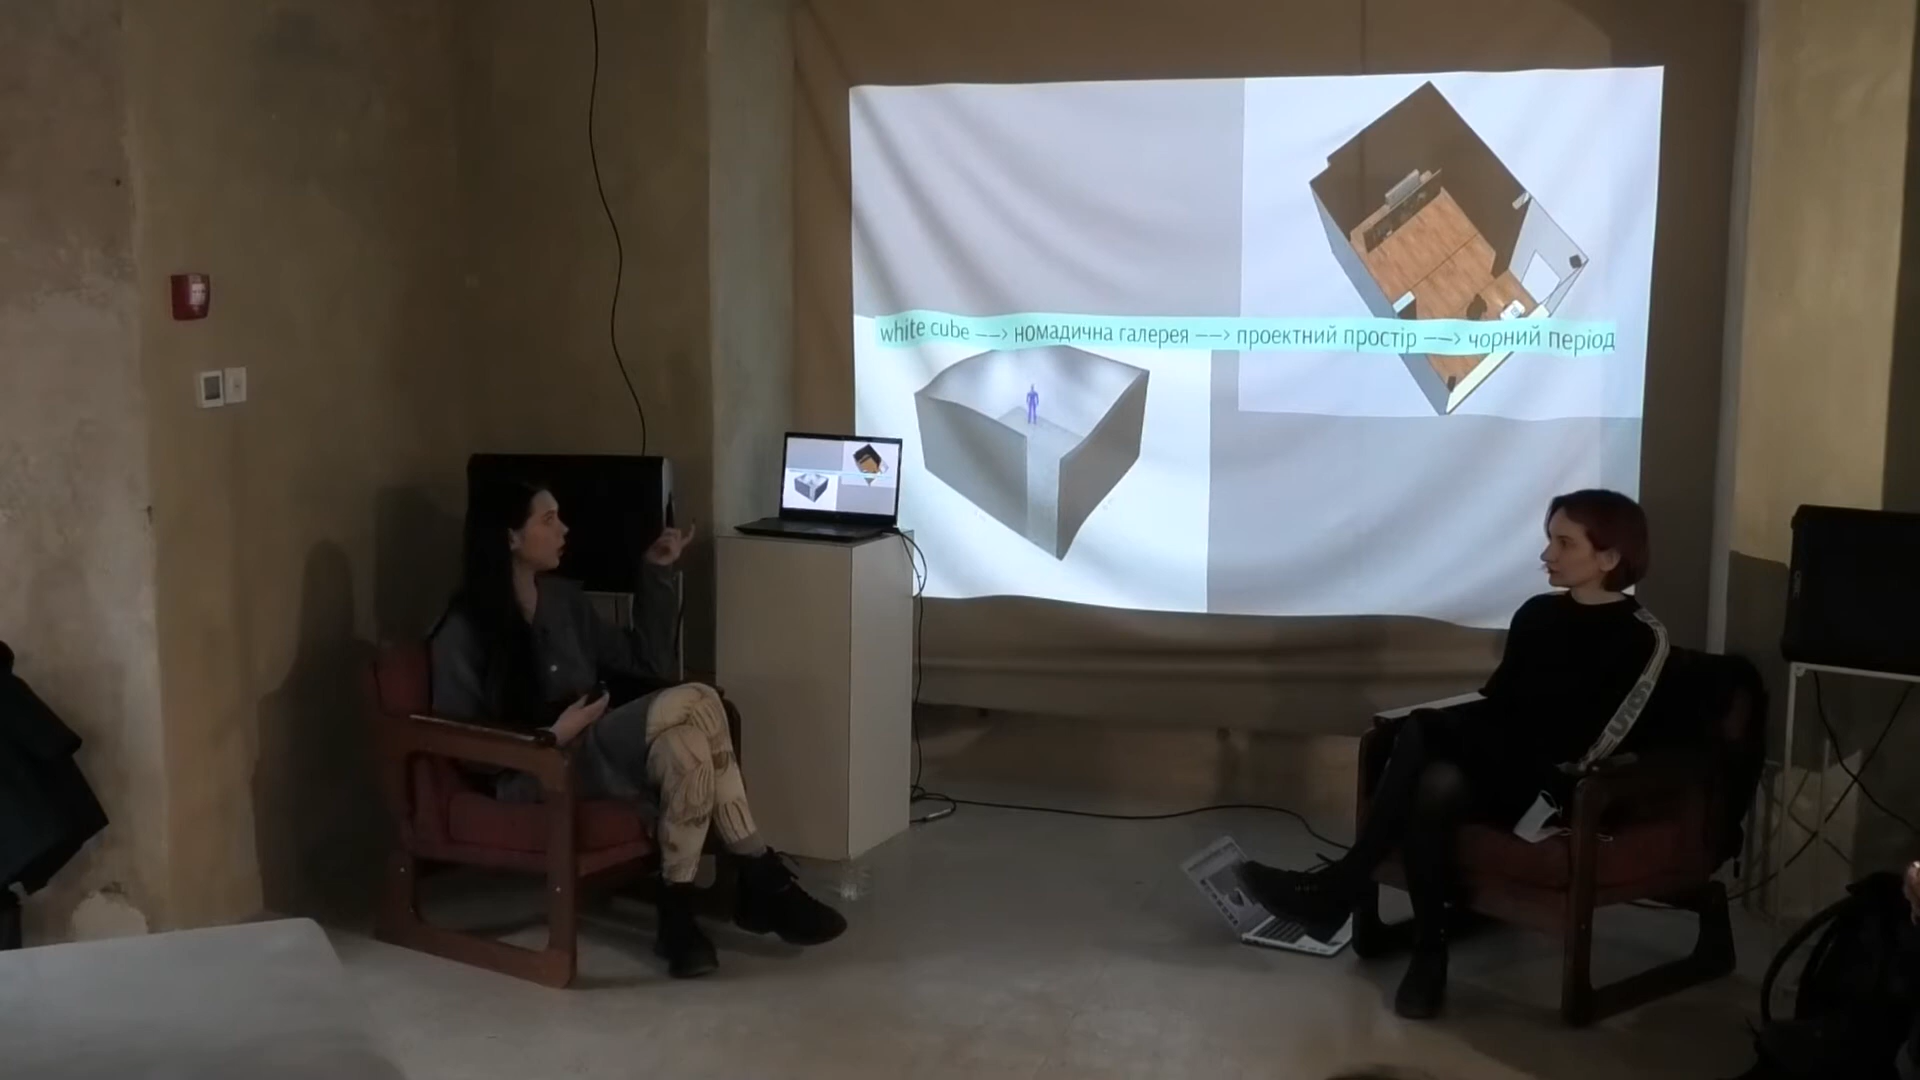 white cube ––> номадична галерея ––> проектний простір ––> чорний період